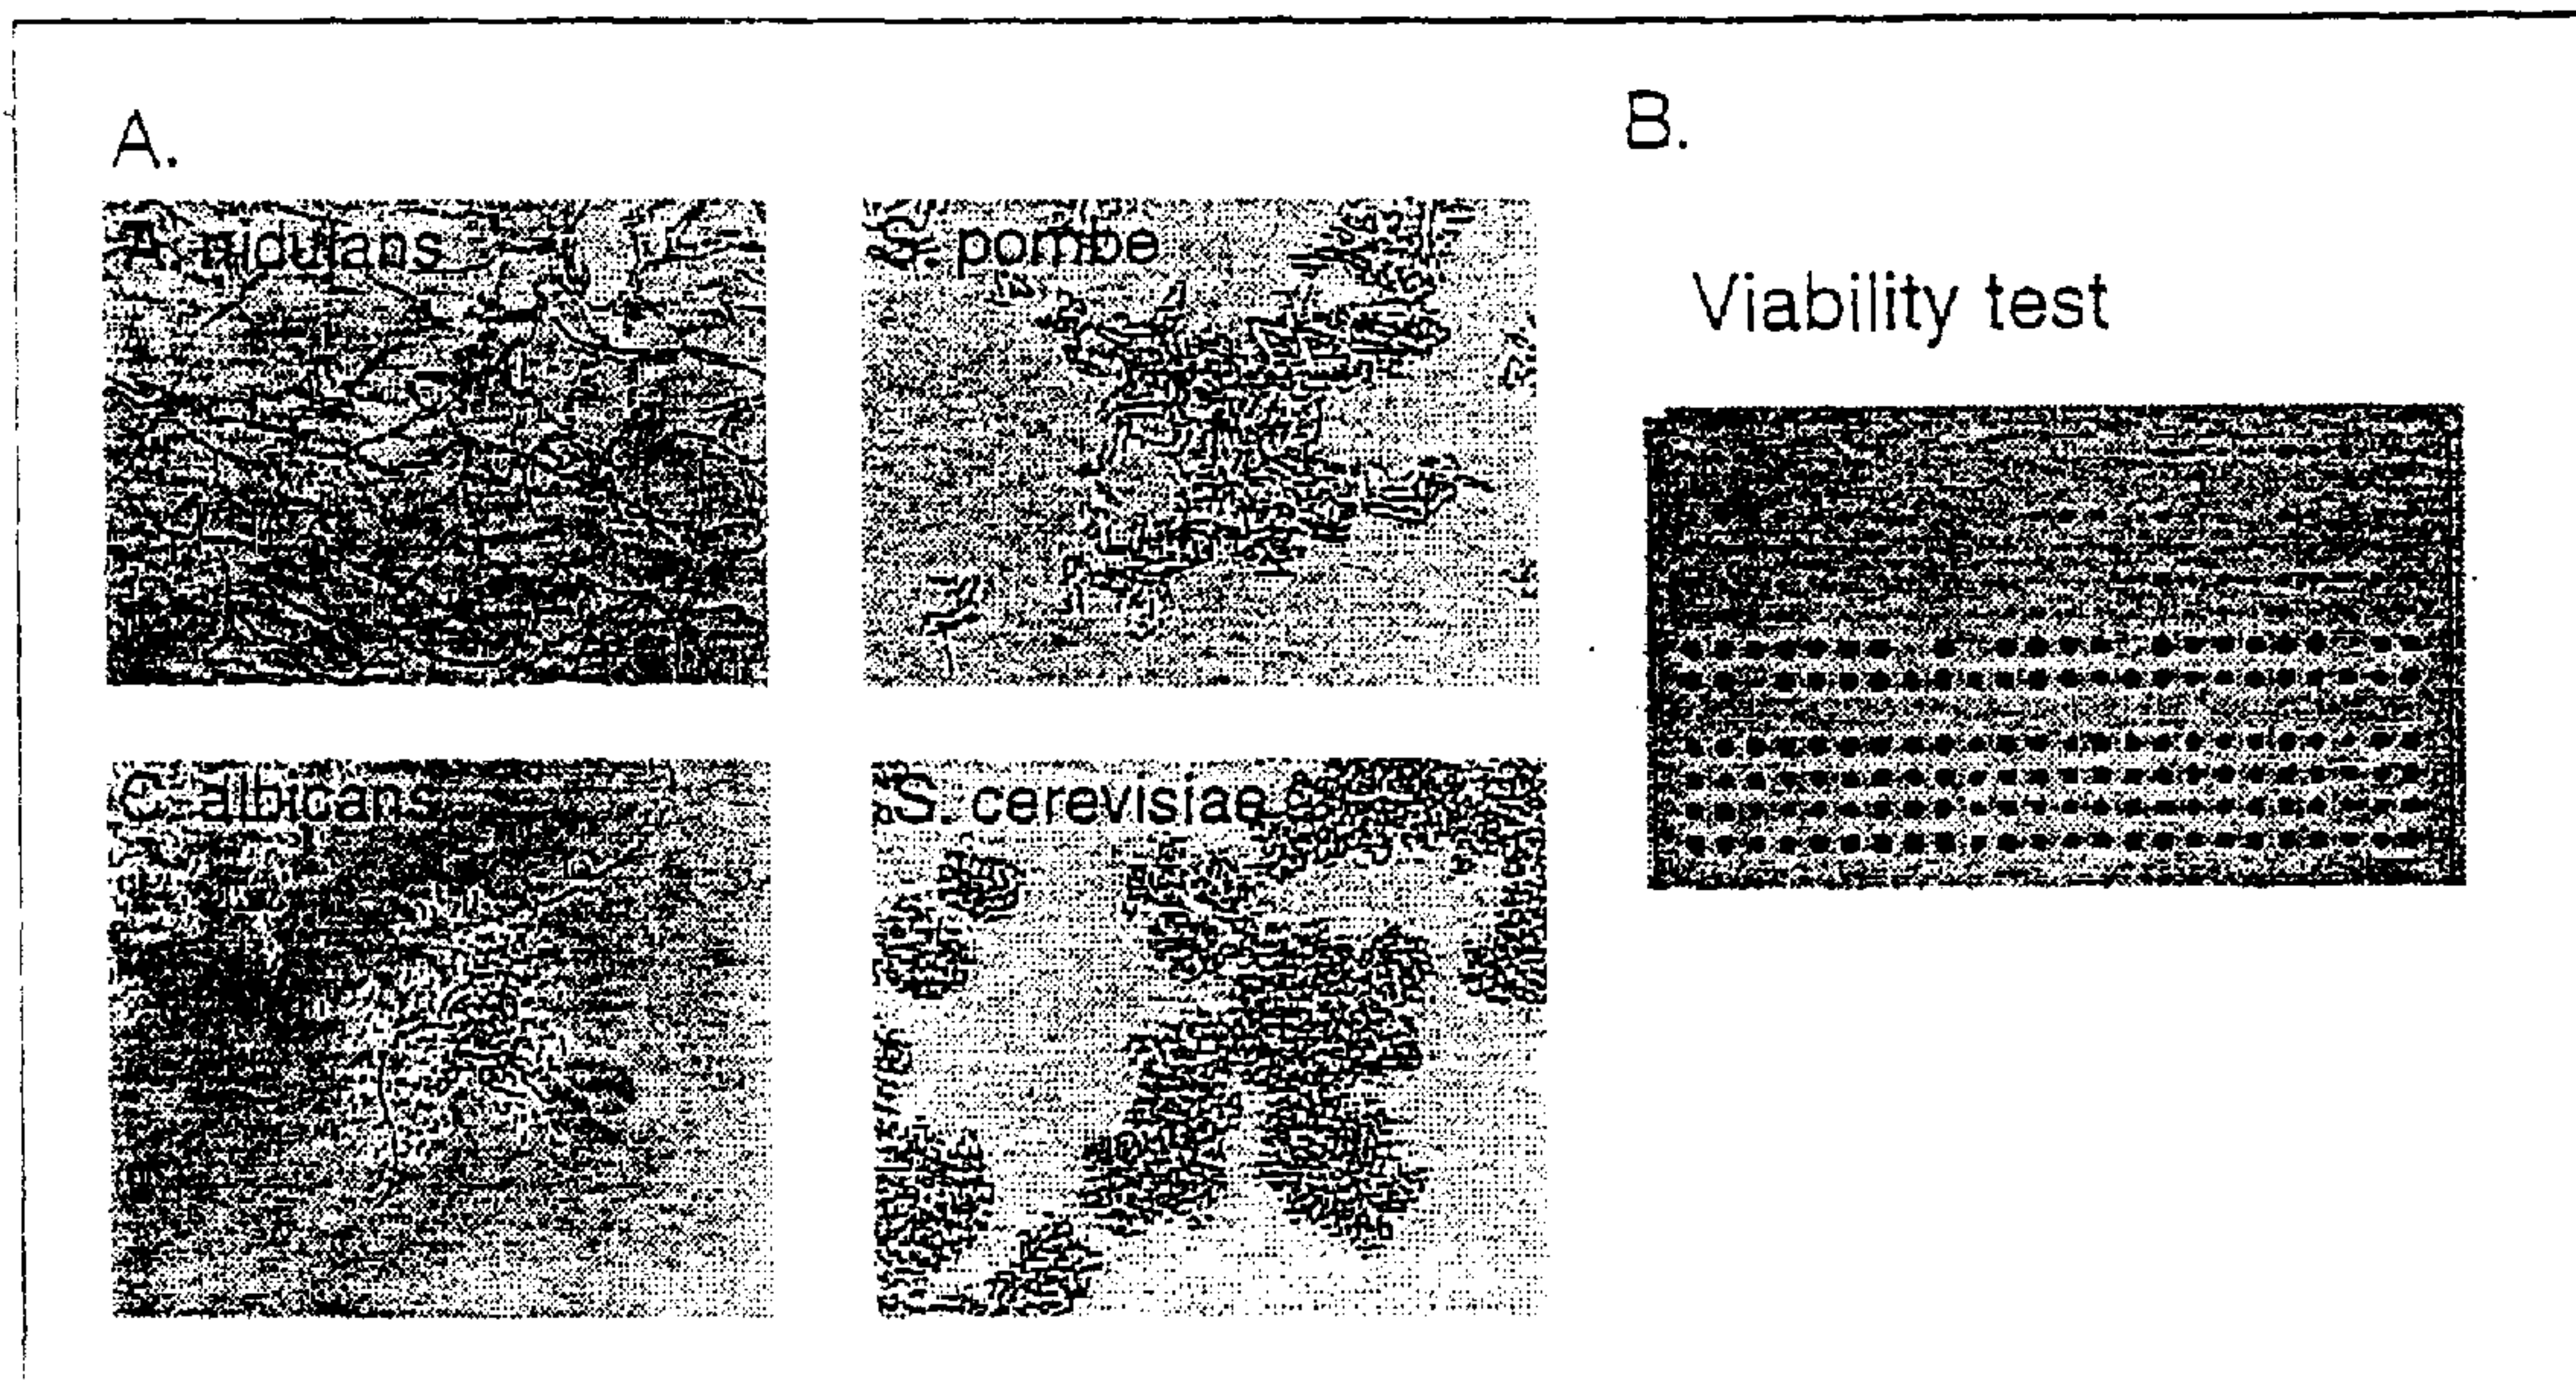 A.
B.
A. nidulans
S. pombe
Viability test
C. albicans
S. cerevisiae